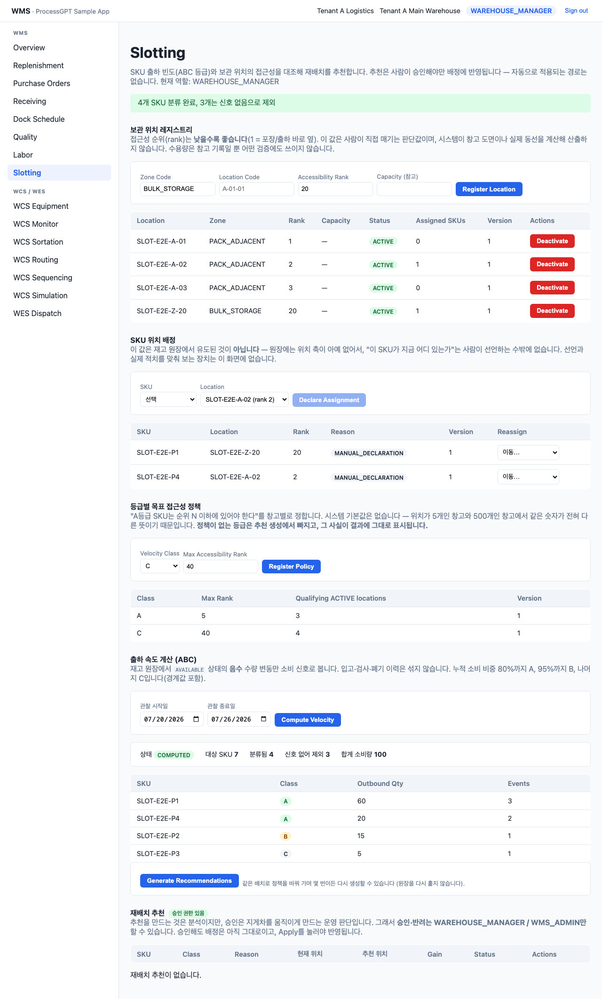 WMS · ProcessGPT Sample App
Tenant A Logistics Tenant A Main Warehouse WAREHOUSE_MANAGER Sign out
WMS
Overview
Replenishment
Purchase Orders
Receiving
Dock Schedule
Quality
Labor
Slotting
WCS / WES
WCS Equipment
WCS Monitor
WCS Sortation
WCS Routing
WCS Sequencing
WCS Simulation
WES Dispatch
Slotting
SKU 출하 빈도(ABC 등급)와 보관 위치의 접근성을 대조해 재배치를 추천합니다. 추천은 사람이 승인해야만 배정에 반영됩니다 — 자동으로 적용되는 경로는
없습니다. 현재 역할: WAREHOUSE_MANAGER
4개 SKU 분류 완료, 3개는 신호 없음으로 제외
보관 위치 레지스트리
접근성 순위(rank)는 낮을수록 좋습니다(1 = 포장/출하 바로 옆). 이 값은 사람이 직접 매기는 판단값이며, 시스템이 창고 도면이나 실제 동선을 계산해 산출하
지 않습니다. 수용량은 참고 기록일 뿐 어떤 검증에도 쓰이지 않습니다.
Zone Code Location Code Accessibility Rank Capacity (참고)
BULK_STORAGE A-01-01 20 Register Location
Location Zone Rank Capacity Status Assigned SKUs Version Actions
SLOT-E2E-A-01 PACK_ADJACENT 1 — ACTIVE 0 1 Deactivate
SLOT-E2E-A-02 PACK_ADJACENT 2 — ACTIVE 1 1 Deactivate
SLOT-E2E-A-03 PACK_ADJACENT 3 — ACTIVE 0 1 Deactivate
SLOT-E2E-Z-20 BULK_STORAGE 20 — ACTIVE 1 1 Deactivate
SKU 위치 배정
이 값은 재고 원장에서 유도된 것이 아닙니다 — 원장에는 위치 축이 아예 없어서, "이 SKU가 지금 어디 있는가"는 사람이 선언하는 수밖에 없습니다. 선언과
실제 적치를 맞춰 보는 장치는 이 화면에 없습니다.
SKU Location
선택 SLOT-E2E-A-02 (rank 2) Declare Assignment
SKU Location Rank Reason Version Reassign
SLOT-E2E-P1 SLOT-E2E-Z-20 20 MANUAL_DECLARATION 1 이동...
SLOT-E2E-P4 SLOT-E2E-A-02 2 MANUAL_DECLARATION 1 이동...
등급별 목표 접근성 정책
"A등급 SKU는 순위 N 이하에 있어야 한다"를 창고별로 정합니다. 시스템 기본값은 없습니다 — 위치가 5개인 창고와 500개인 창고에서 같은 숫자가 전혀 다
른 뜻이기 때문입니다. 정책이 없는 등급은 추천 생성에서 빠지고, 그 사실이 결과에 그대로 표시됩니다.
Velocity Class Max Accessibility Rank
C 40 Register Policy
Class Max Rank Qualifying ACTIVE locations Version
A 5 3 1
C 40 4 1
출하 속도 계산 (ABC)
재고 원장에서 AVAILABLE 상태의 음수 수량 변동만 소비 신호로 봅니다. 입고·검사·폐기 이력은 섞지 않습니다. 누적 소비 비중 80%까지 A, 95%까지 B, 나머
지 C입니다(경계값 포함).
관찰 시작일 관찰 종료일
07/20/2026 07/26/2026 Compute Velocity
상태 COMPUTED 대상 SKU 7 분류됨 4 신호 없어 제외 3 합계 소비량 100
SKU Class Outbound Qty Events
SLOT-E2E-P1 A 60 3
SLOT-E2E-P4 A 20 2
SLOT-E2E-P2 B 15 1
SLOT-E2E-P3 C 5 1
Generate Recommendations 같은 배치로 정책을 바꿔 가며 몇 번이든 다시 생성할 수 있습니다 (원장을 다시 훑지 않습니다).
재배치 추천 승인 권한 있음
추천을 만드는 것은 분석이지만, 승인은 지게차를 움직이게 만드는 운영 판단입니다. 그래서 승인·반려는 WAREHOUSE_MANAGER / WMS_ADMIN만
할 수 있습니다. 승인해도 배정은 아직 그대로이고, Apply를 눌러야 반영됩니다.
SKU Class Reason 현재 위치 추천 위치 Gain Status Actions
재배치 추천이 없습니다.